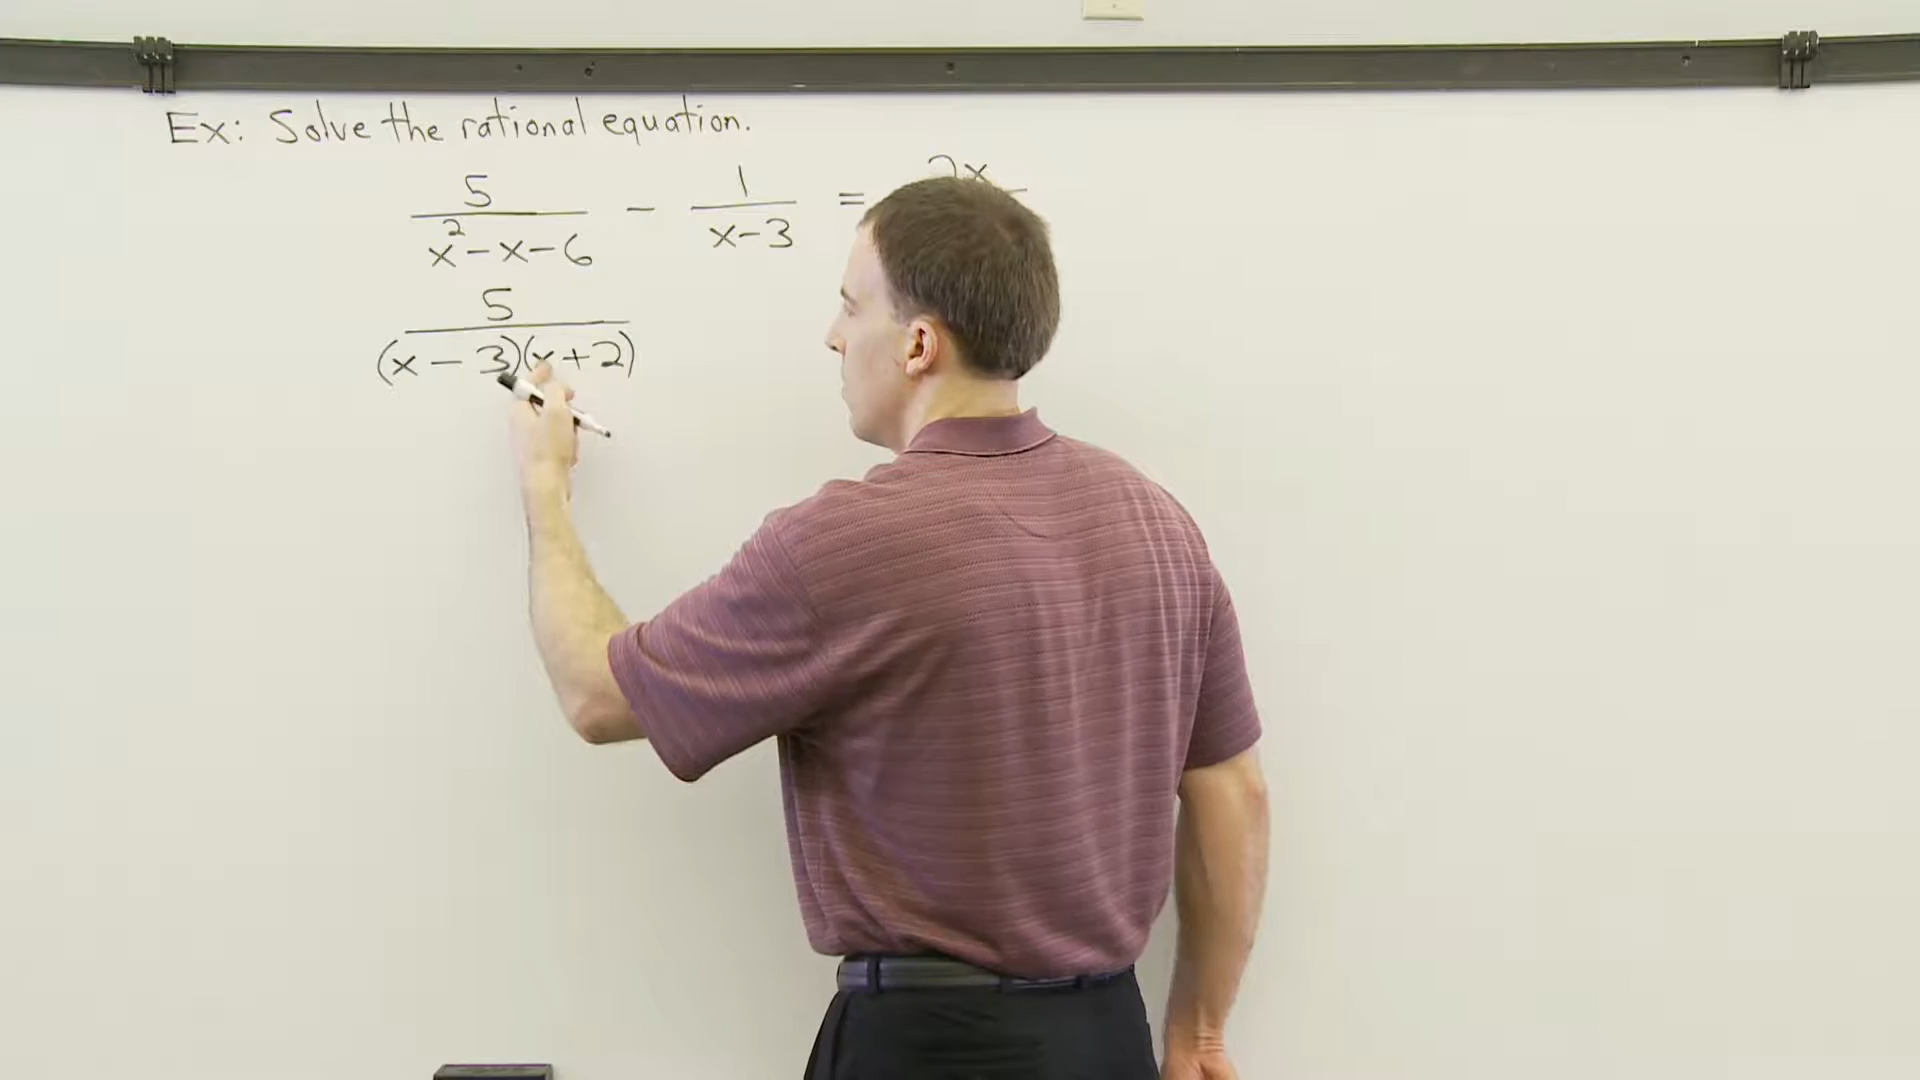 Ex: Solve the rational equation.
5/(x²-x-6) - 1/(x-3) = 2x
5/((x-3)(x+2))